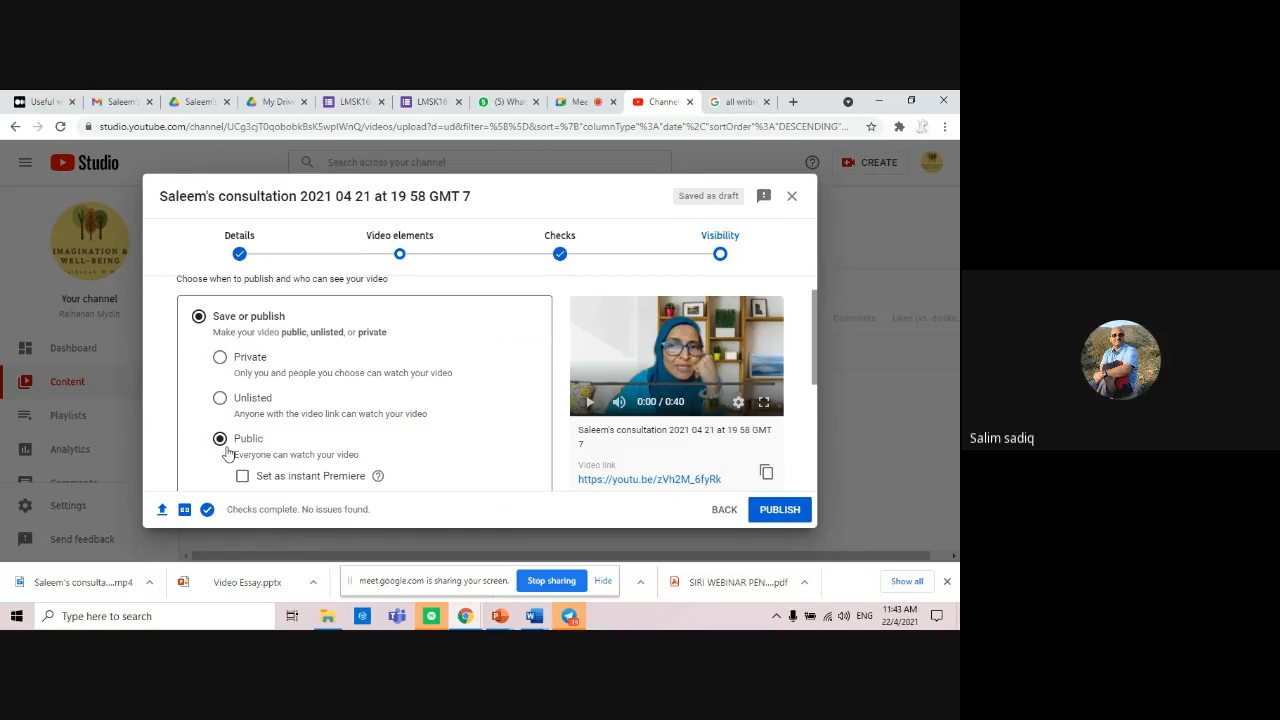 Useful w
Saleem's
Saleem's
My Drive
LMSK16
LMSK16
(5) What
Mee
Channel
all writin
studio.youtube.com/channel/UCg3cjT0qobobkBsK5wpIWnQ/videos/upload?d=ud&filter=%5B%5D&sort=%7B"columnType"%3A"date"%2C"sortOrder"%3A"DESCENDING"...
Studio
Search across your channel
CREATE
Saleem's consultation 2021 04 21 at 19 58 GMT 7
Saved as draft
Details
Video elements
Checks
Visibility
IMAGINATION
& WELL-BEING
Your channel
Raihanan Mydin
Dashboard
Content
Playlists
Analytics
Settings
Send feedback
Choose when to publish and who can see your video
Save or publish
Make your video public, unlisted, or private
Private
Only you and people you choose can watch your video
Unlisted
Anyone with the video link can watch your video
Public
Everyone can watch your video
Set as instant Premiere
0:00 / 0:40
Saleem's consultation 2021 04 21 at 19 58 GMT
7
Video link
https://youtu.be/zVh2M_6fyRk
Comments
Likes (vs. dislike...
Checks complete. No issues found.
BACK
PUBLISH
Saleem's consulta....mp4
Video Essay.pptx
meet.google.com is sharing your screen.
Stop sharing
Hide
SIRI WEBINAR PEN....pdf
Show all
Type here to search
ENG
11:43 AM
22/4/2021
Salim sadiq